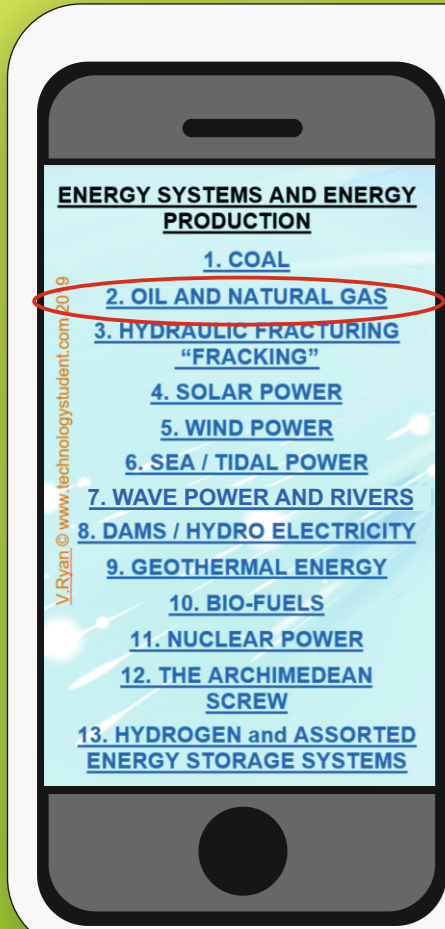 ENERGY SYSTEMS AND ENERGY
PRODUCTION
1. COAL
2. OIL AND NATURAL GAS
3. HYDRAULIC FRACTURING
“FRACKING”
4. SOLAR POWER
5. WIND POWER
6. SEA / TIDAL POWER
7. WAVE POWER AND RIVERS
8. DAMS / HYDRO ELECTRICITY
9. GEOTHERMAL ENERGY
10. BIO-FUELS
11. NUCLEAR POWER
12. THE ARCHIMEDEAN
SCREW
13. HYDROGEN and ASSORTED
ENERGY STORAGE SYSTEMS
V.Ryan © www.technologystudent.com 2019